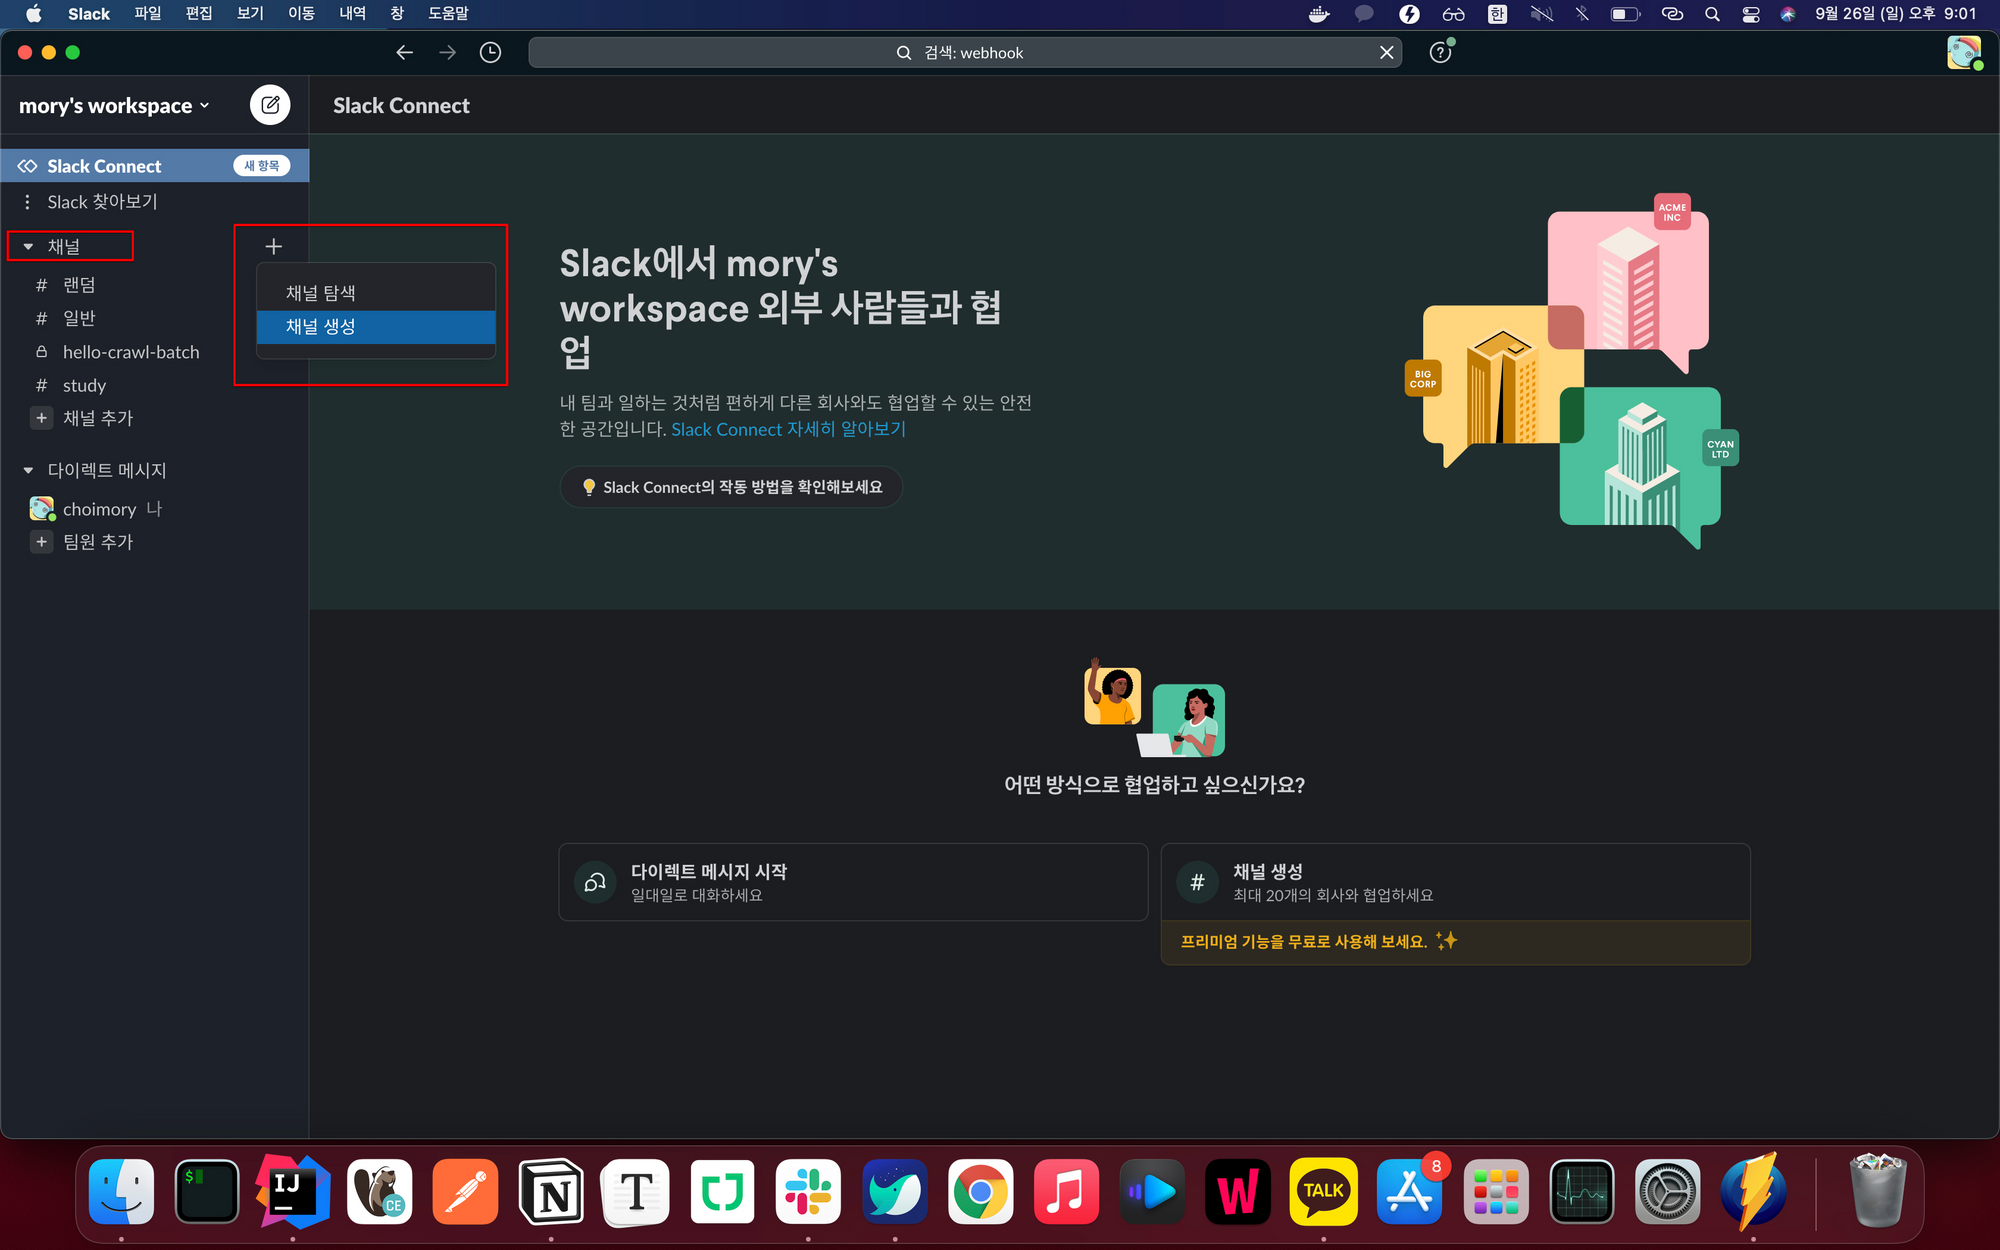 Slack 파일 편집 보기 이동 내역 창 도움말
한
9월 26일 (일) 오후 9:01
검색: webhook
mory's workspace
Slack Connect
Slack Connect 새 항목
Slack 찾아보기
채널
# 랜덤
# 일반
hello-crawl-batch
# study
+ 채널 추가
다이렉트 메시지
choimory 나
+ 팀원 추가
+
채널 탐색
채널 생성
Slack에서 mory's
workspace 외부 사람들과 협
업
내 팀과 일하는 것처럼 편하게 다른 회사와도 협업할 수 있는 안전
한 공간입니다. Slack Connect 자세히 알아보기
Slack Connect의 작동 방법을 확인해보세요
ACME
INC
BIG
CORP
CYAN
LTD
어떤 방식으로 협업하고 싶으신가요?
다이렉트 메시지 시작
일대일로 대화하세요
# 채널 생성
최대 20개의 회사와 협업하세요
프리미엄 기능을 무료로 사용해 보세요.
$
IJ
CE
N
T
W
TALK
8